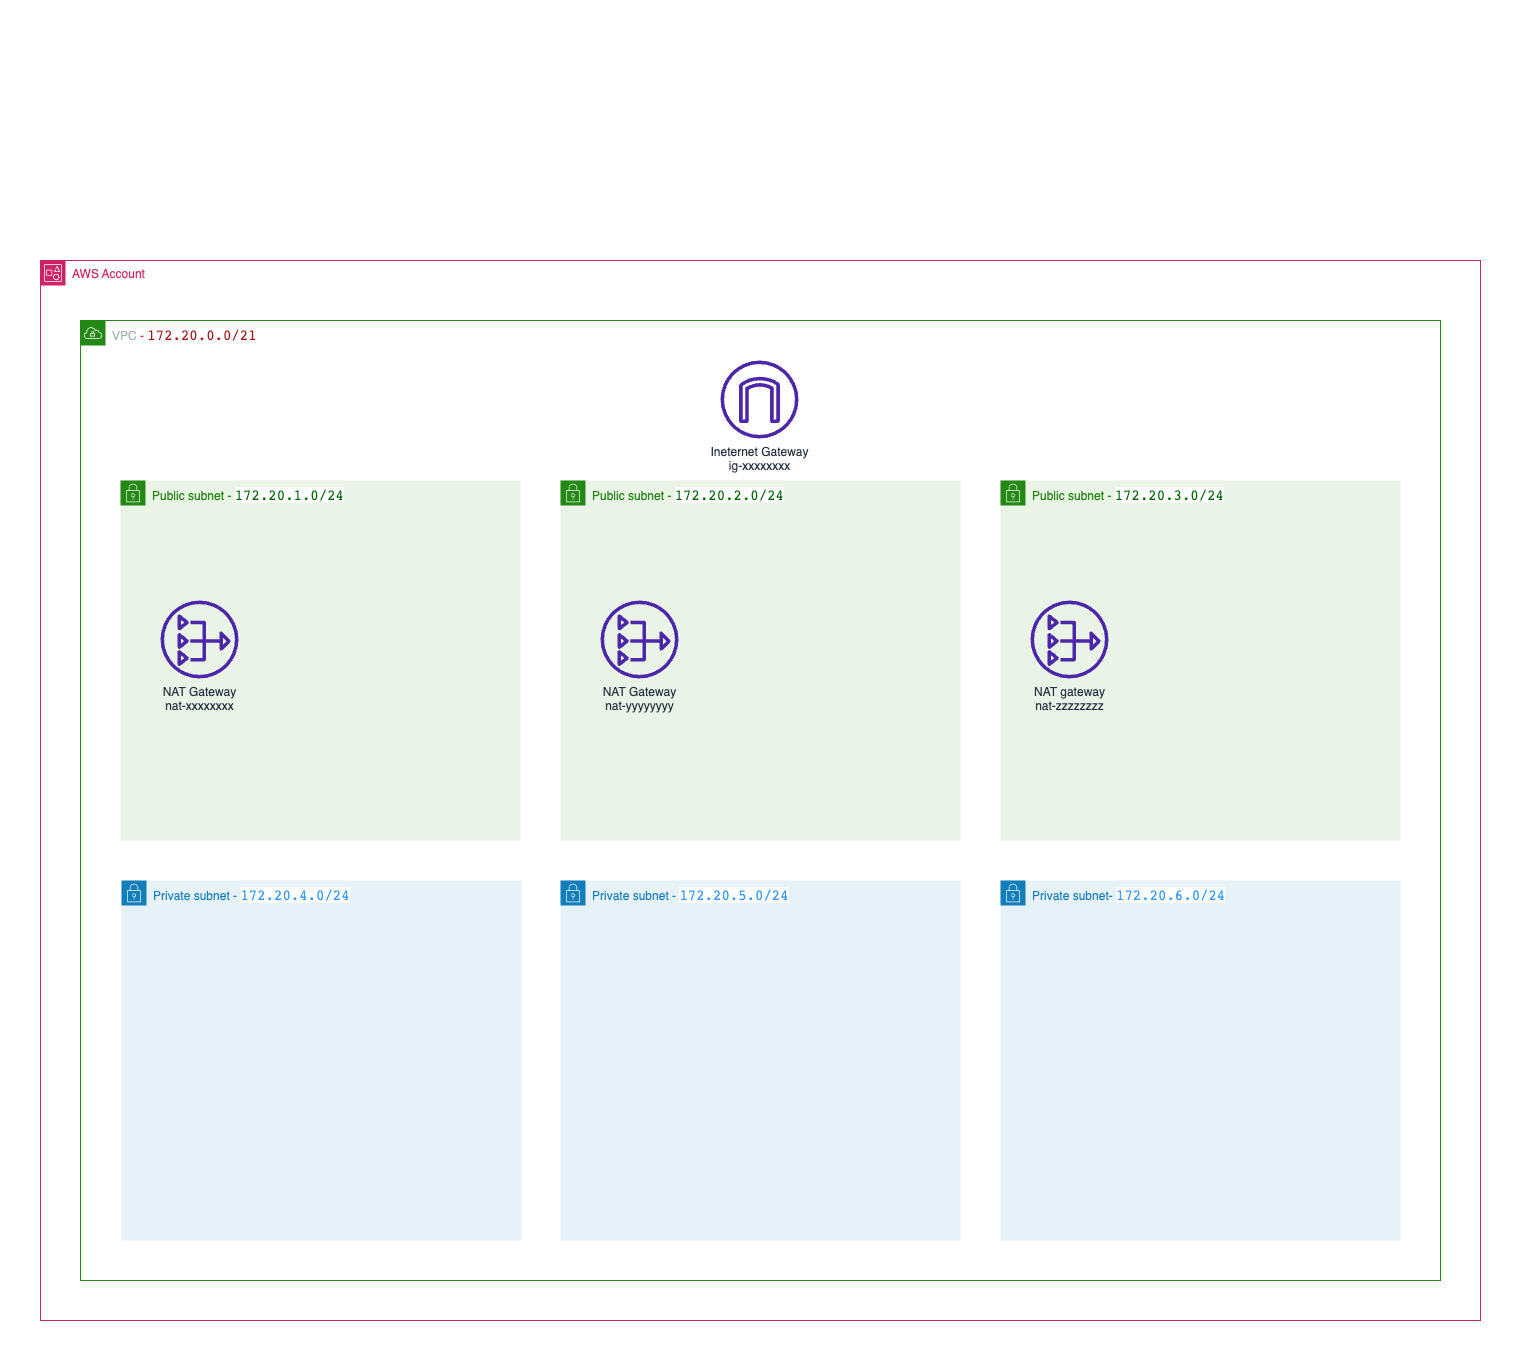 AWS Account
VPC - 172.20.0.0/21
Ineternet Gateway
ig-xxxxxxxx
Public subnet - 172.20.1.0/24
Public subnet - 172.20.2.0/24
Public subnet - 172.20.3.0/24
NAT Gateway
nat-xxxxxxxx
NAT Gateway
nat-yyyyyyyy
NAT gateway
nat-zzzzzzzz
Private subnet - 172.20.4.0/24
Private subnet - 172.20.5.0/24
Private subnet- 172.20.6.0/24